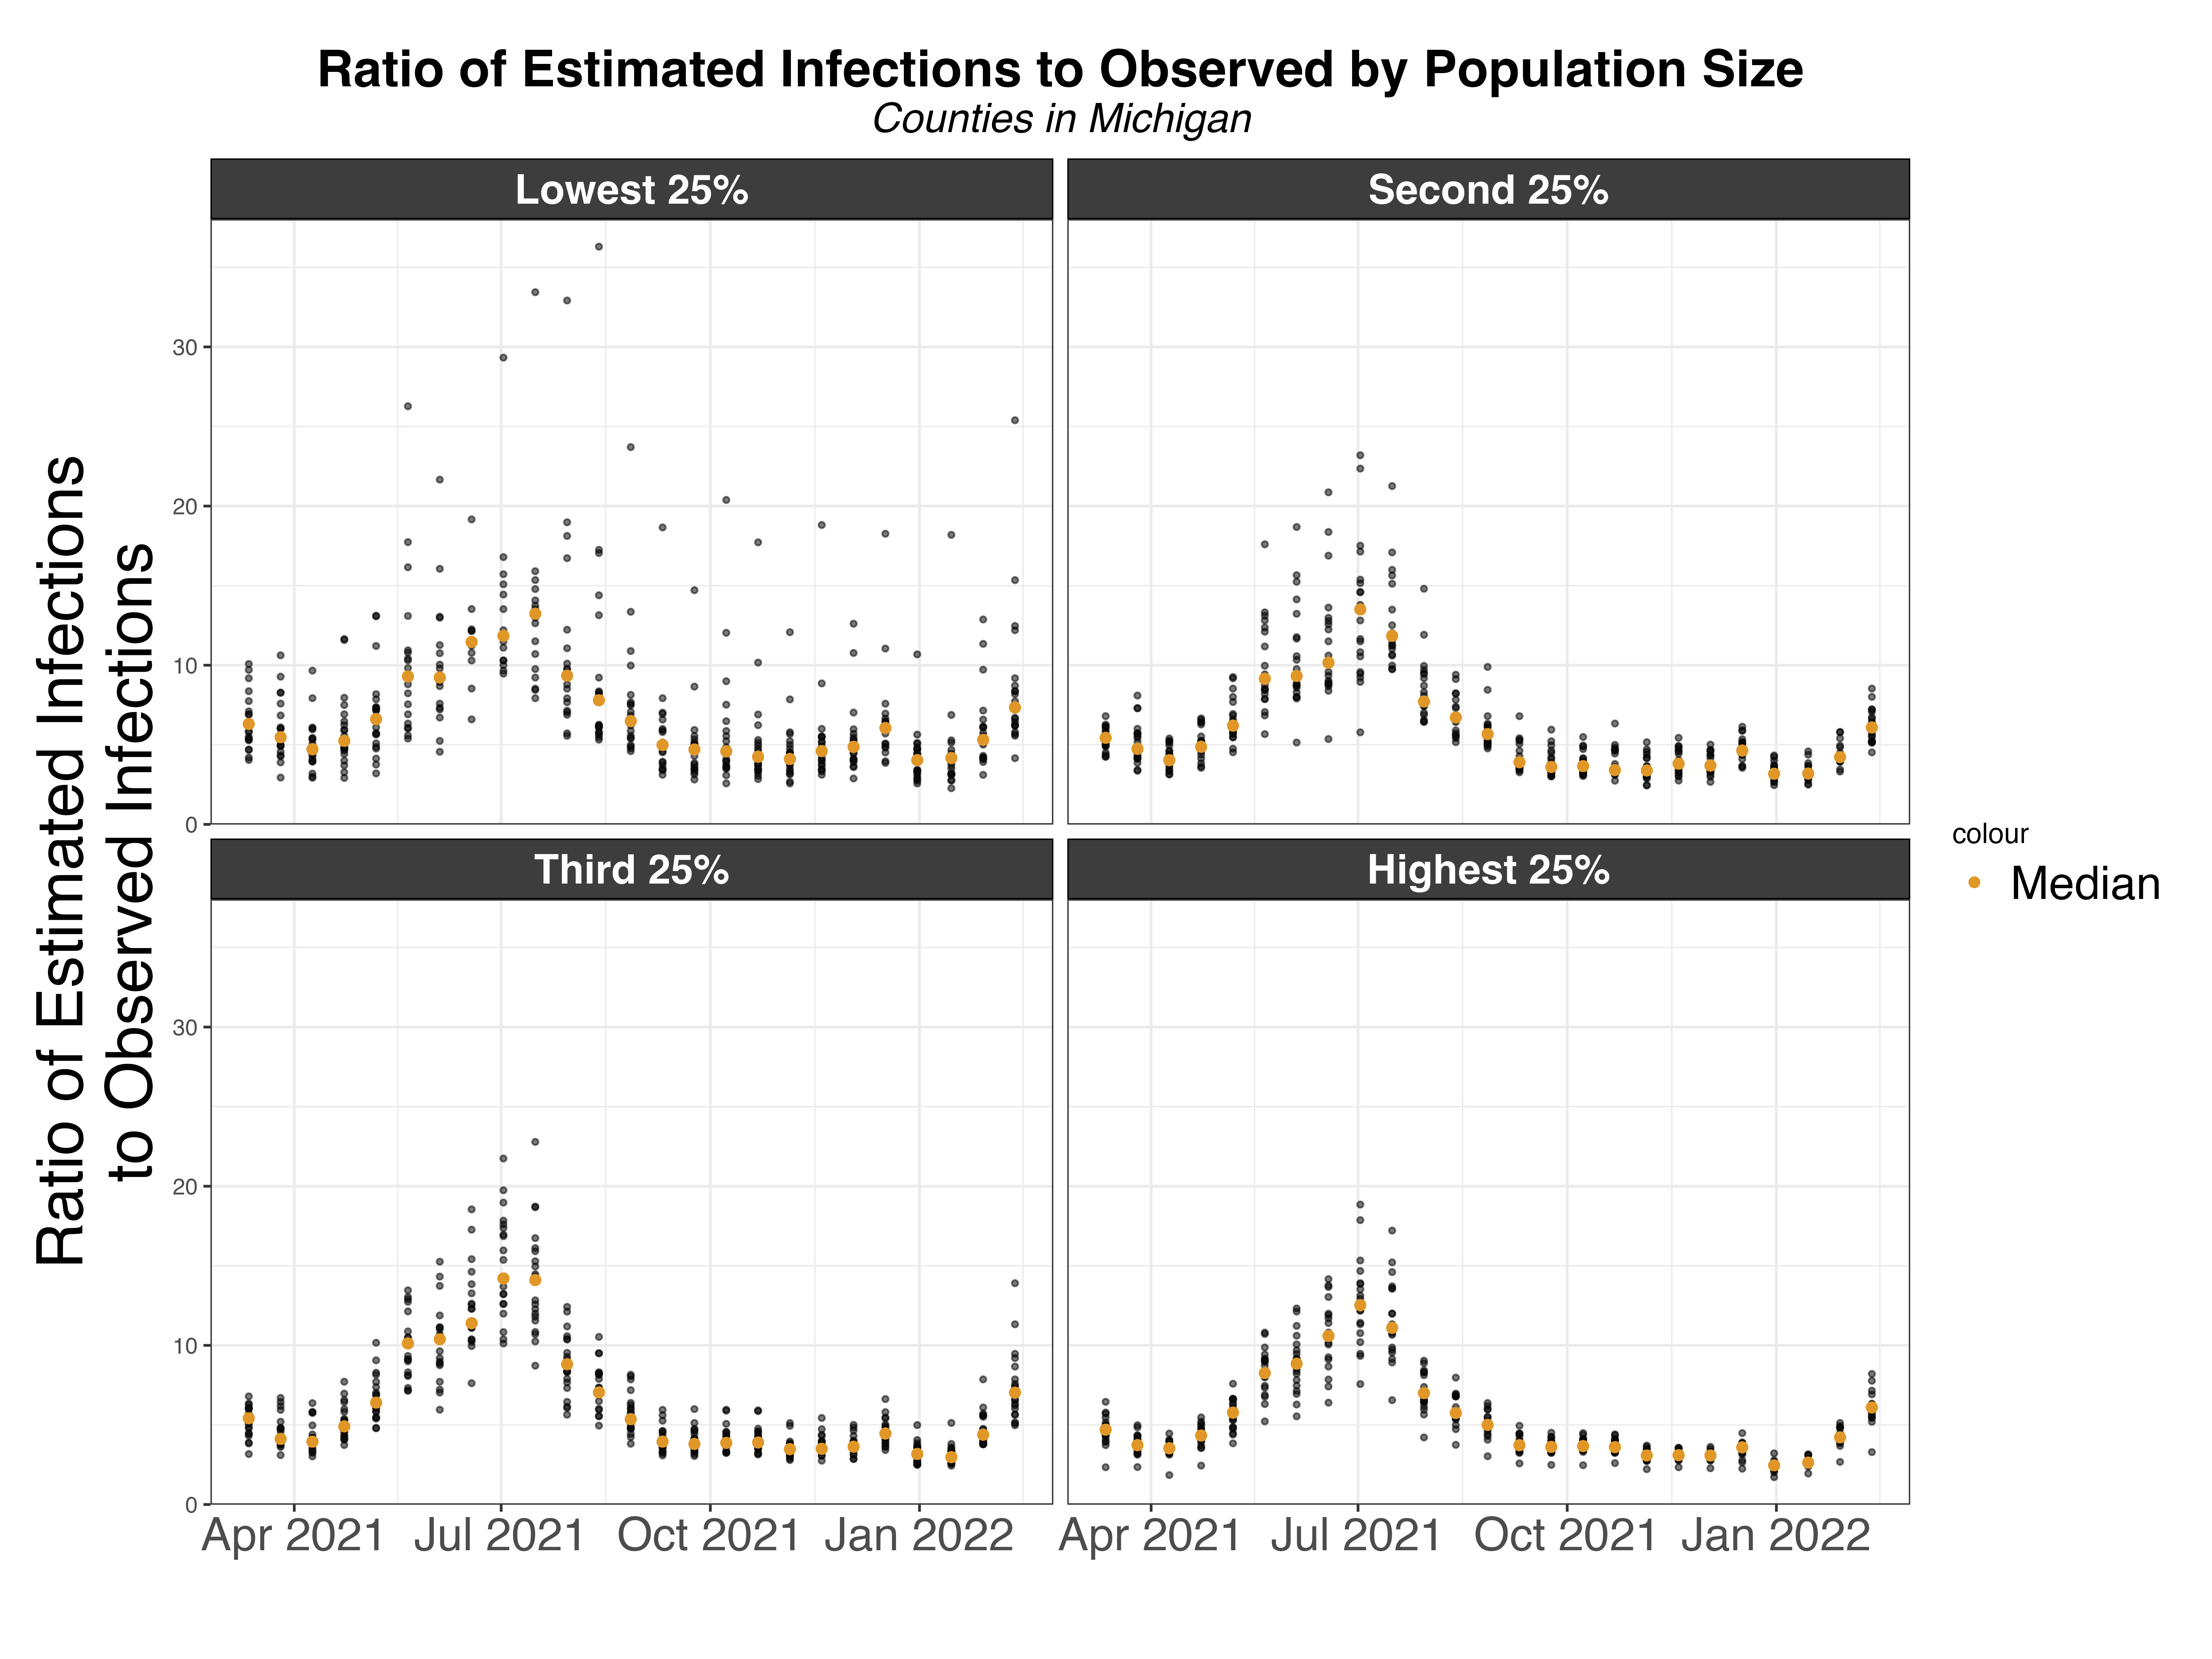 Ratio of Estimated Infections to Observed by Population Size
Counties in Michigan
Lowest 25%
Second 25%
30
20
10
0
Third 25%
Highest 25%
30
20
10
0
Apr 2021
Jul 2021
Oct 2021
Jan 2022
Apr 2021
Jul 2021
Oct 2021
Jan 2022
Ratio of Estimated Infections
to Observed Infections
colour
Median